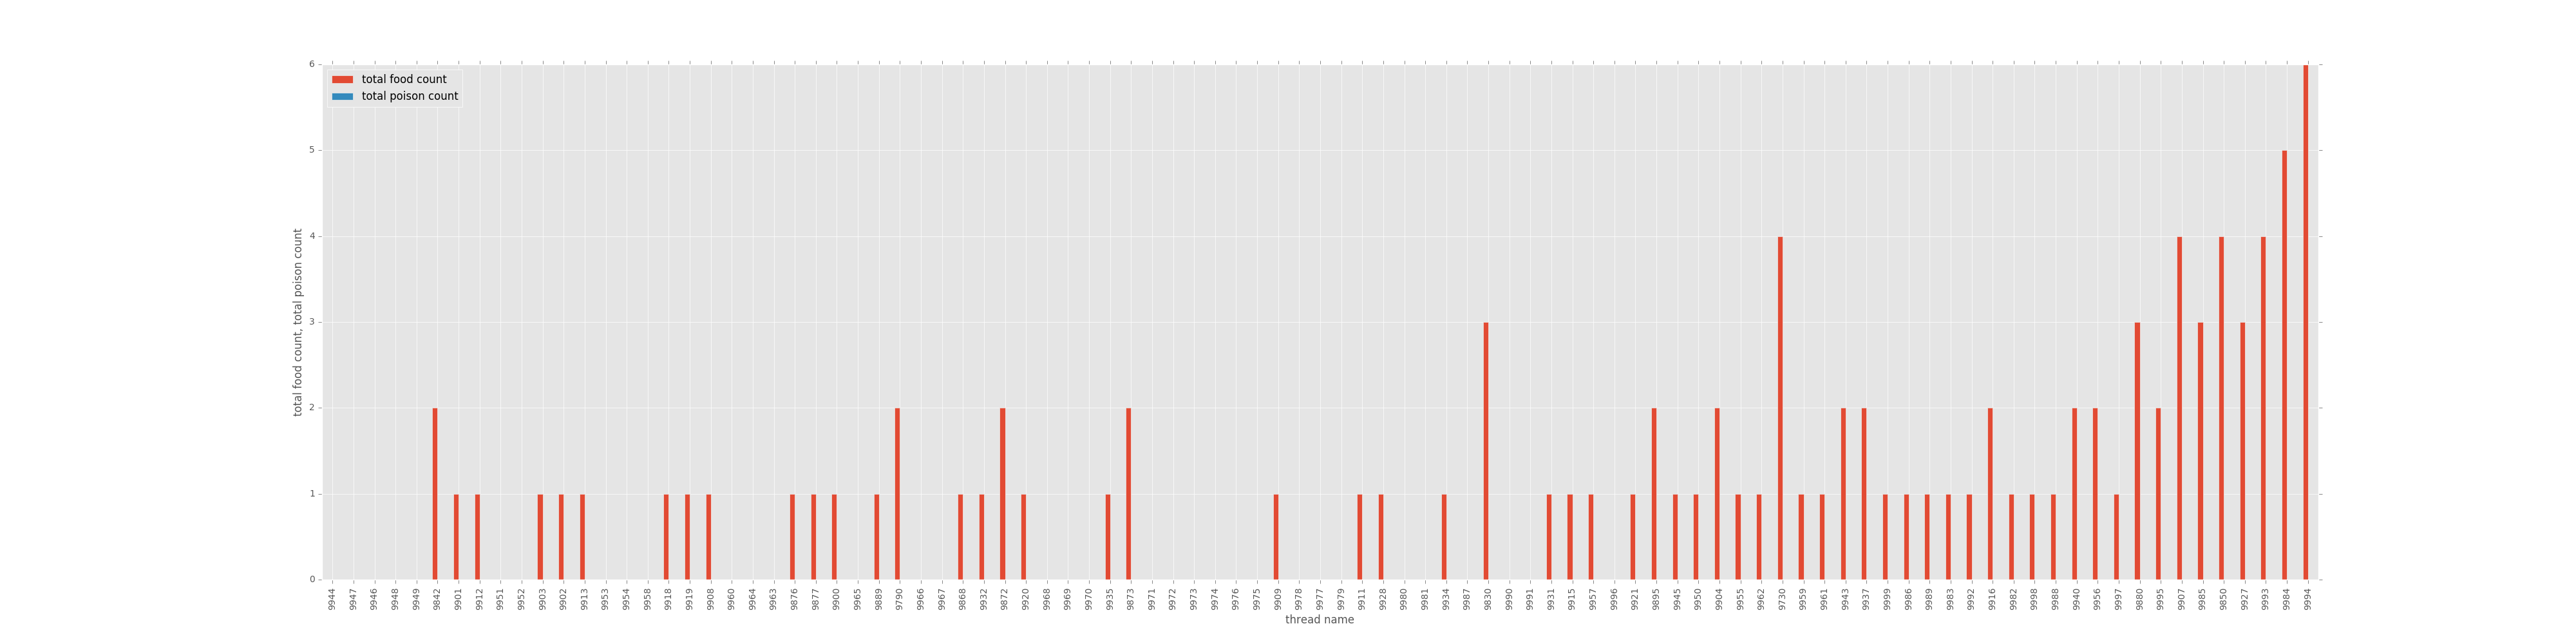 6
total food count
total poison count
5
4
3
2
1
0
total food count, total poison count
9944 9947 9946 9948 9949 9842 9901 9912 9951 9952 9903 9902 9913 9953 9954 9958 9918 9919 9908 9960 9964 9963 9876 9877 9900 9965 9889 9790 9966 9967 9868 9932 9872 9920 9968 9969 9970 9935 9873 9971 9972 9973 9974 9976 9975 9909 9978 9977 9979 9911 9928 9980 9981 9934 9987 9830 9990 9991 9931 9915 9957 9996 9921 9895 9945 9950 9904 9955 9962 9730 9959 9961 9943 9937 9999 9986 9989 9983 9992 9916 9982 9998 9988 9940 9956 9997 9880 9995 9907 9985 9850 9927 9993 9984 9994
thread name